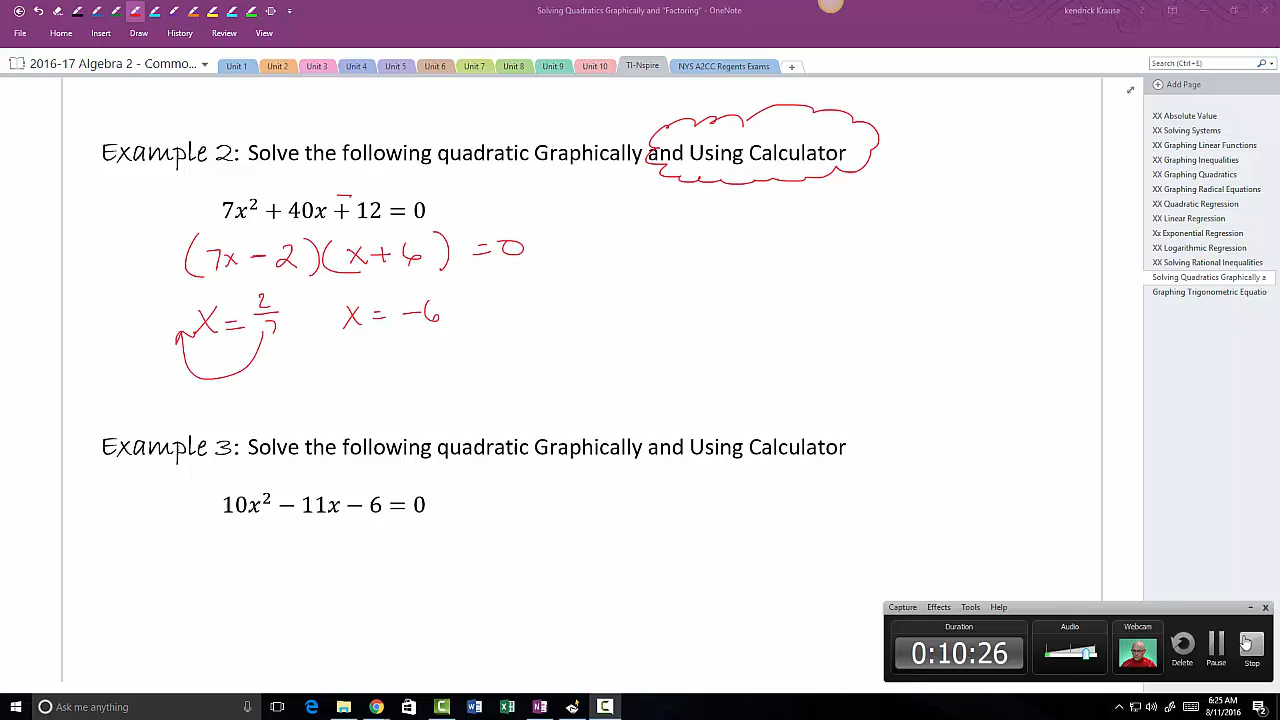 Solving Quadratics Graphically and "Factoring" - OneNote
kendrick Krause
File Home Insert Draw History Review View
2016-17 Algebra 2 - Commo...
Unit 1 Unit 2 Unit 3 Unit 4 Unit 5 Unit 6 Unit 7 Unit 8 Unit 9 Unit 10 TI-Nspire NYS A2CC Regents Exams +
Search (Ctrl+E)
Add Page
XX Absolute Value
XX Solving Systems
XX Graphing Linear Functions
XX Graphing Inequalities
XX Graphing Quadratics
XX Graphing Radical Equations
XX Quadratic Regression
XX Linear Regression
Xx Exponential Regression
XX Logarithmic Regression
XX Solving Rational Inequalities
Solving Quadratics Graphically a
Graphing Trigonometric Equatio
Example 2: Solve the following quadratic Graphically and Using Calculator
7x² + 40x + 12 = 0
(7x - 2)(x + 6) = 0
x = 2/7 x = -6
Example 3: Solve the following quadratic Graphically and Using Calculator
10x² − 11x − 6 = 0
Capture Effects Tools Help
Duration Audio Webcam
0:10:26
Delete Pause Stop
Ask me anything
6:25 AM
8/11/2016